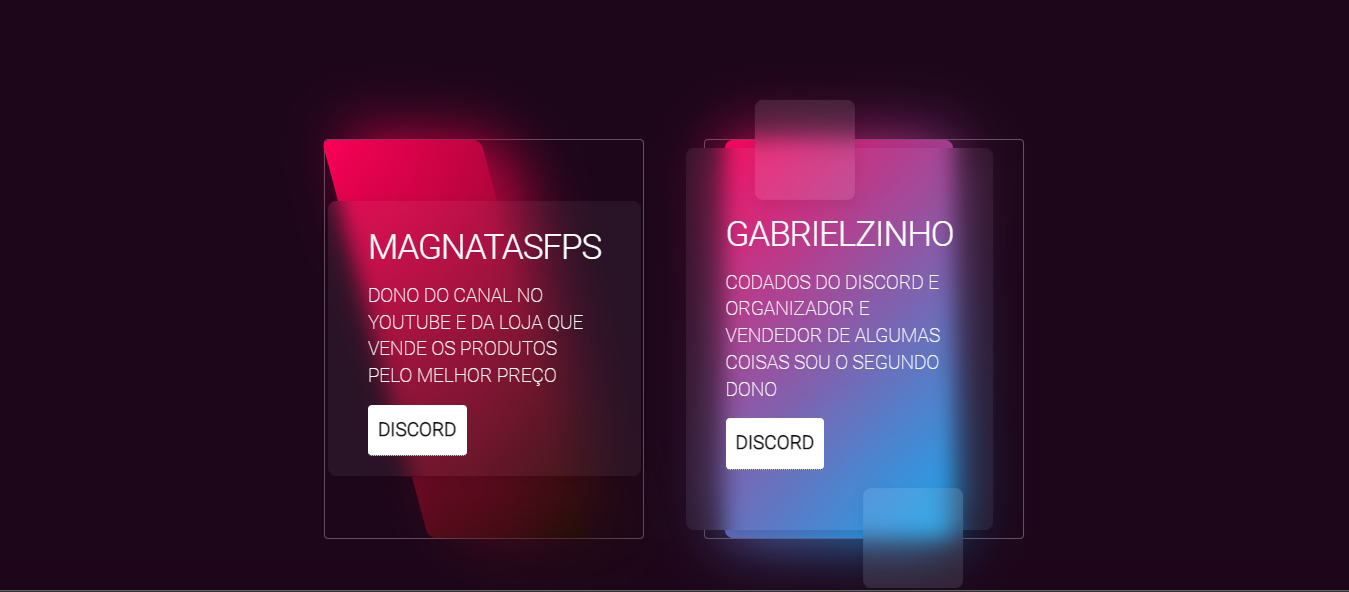 MAGNATASFPS
DONO DO CANAL NO
YOUTUBE E DA LOJA QUE
VENDE OS PRODUTOS
PELO MELHOR PREÇO
DISCORD
GABRIELZINHO
CODADOS DO DISCORD E
ORGANIZADOR E
VENDEDOR DE ALGUMAS
COISAS SOU O SEGUNDO
DONO
DISCORD